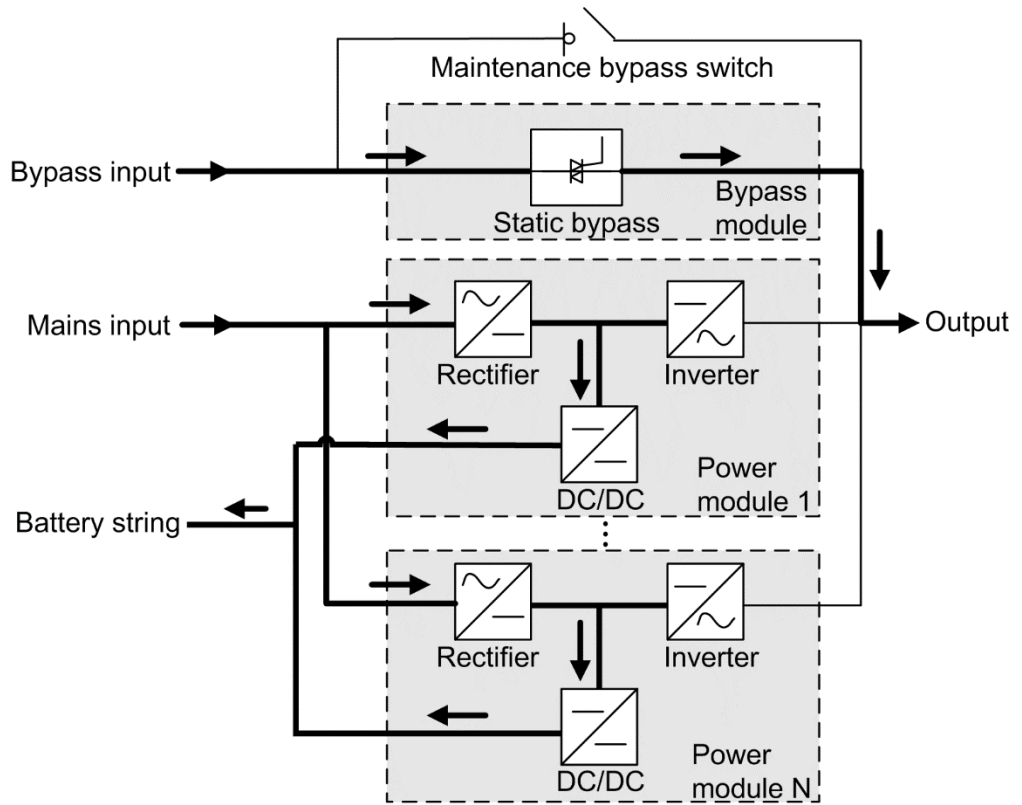 Maintenance bypass switch
Bypass input
Static bypass
Bypass
module
Mains input
Rectifier
Inverter
Output
DC/DC
Power
module 1
Battery string
Rectifier
Inverter
DC/DC
Power
module N